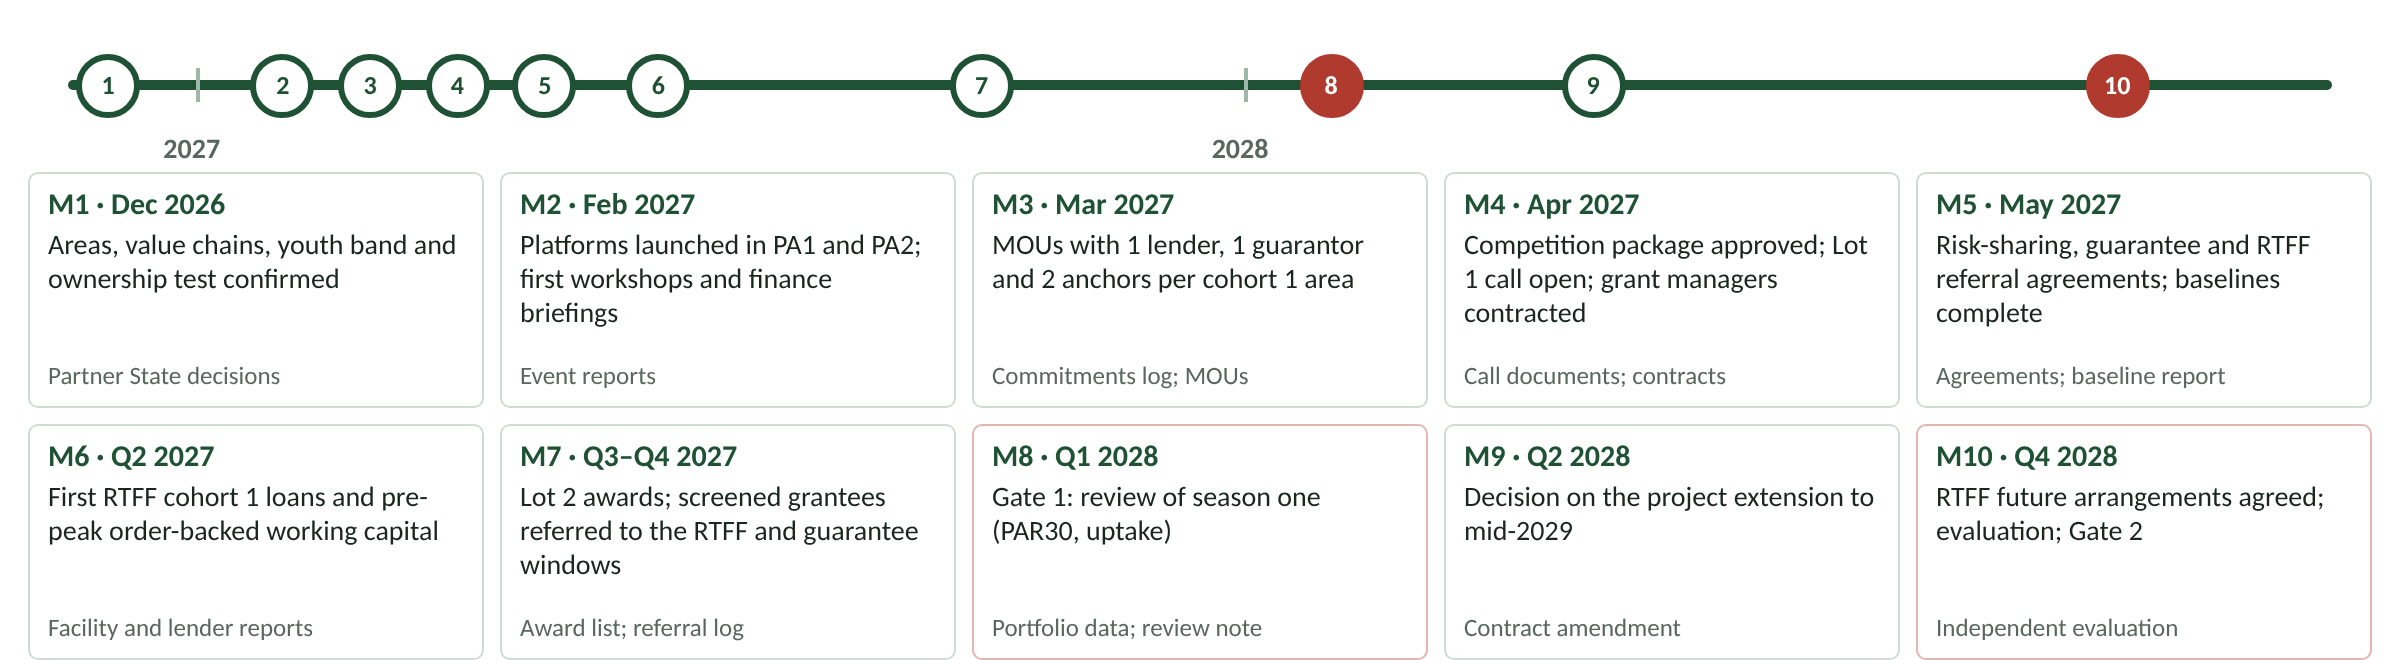 1 2 3 4 5 6 7 8 9 10
2027 2028
M1 · Dec 2026
Areas, value chains, youth band and
ownership test confirmed
Partner State decisions
M2 · Feb 2027
Platforms launched in PA1 and PA2;
first workshops and finance
briefings
Event reports
M3 · Mar 2027
MOUs with 1 lender, 1 guarantor
and 2 anchors per cohort 1 area
Commitments log; MOUs
M4 · Apr 2027
Competition package approved; Lot
1 call open; grant managers
contracted
Call documents; contracts
M5 · May 2027
Risk-sharing, guarantee and RTFF
referral agreements; baselines
complete
Agreements; baseline report
M6 · Q2 2027
First RTFF cohort 1 loans and pre-
peak order-backed working capital
Facility and lender reports
M7 · Q3–Q4 2027
Lot 2 awards; screened grantees
referred to the RTFF and guarantee
windows
Award list; referral log
M8 · Q1 2028
Gate 1: review of season one
(PAR30, uptake)
Portfolio data; review note
M9 · Q2 2028
Decision on the project extension to
mid-2029
Contract amendment
M10 · Q4 2028
RTFF future arrangements agreed;
evaluation; Gate 2
Independent evaluation